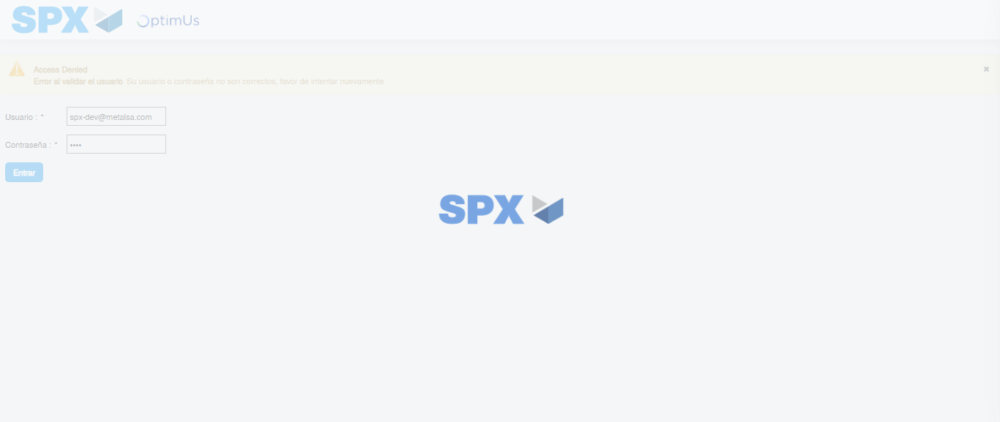 SPX OptimUs
Access Denied
Error al validar el usuario Su usuario o contraseña no son correctos, favor de intentar nuevamente
Usuario : * spx-dev@metalsa.com
Contraseña : * ••••
Entrar
SPX